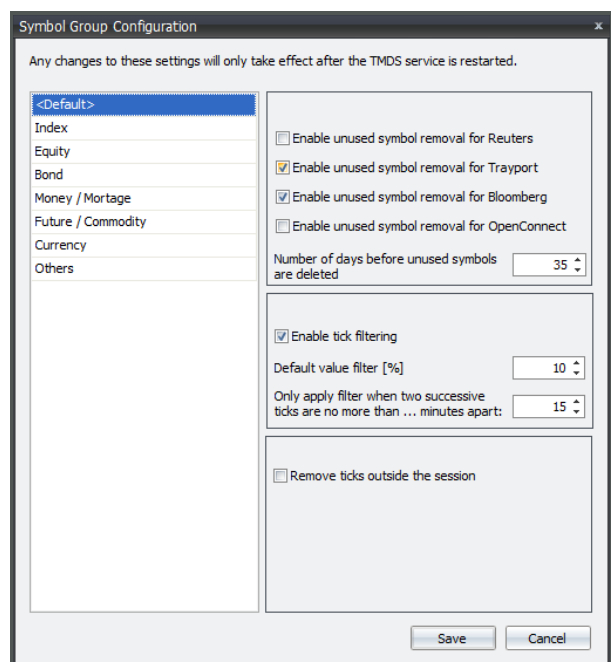 Symbol Group Configuration
x
Any changes to these settings will only take effect after the TMDS service is restarted.
<Default>
Index
Equity
Bond
Money / Mortage
Future / Commodity
Currency
Others
Enable unused symbol removal for Reuters
Enable unused symbol removal for Trayport
Enable unused symbol removal for Bloomberg
Enable unused symbol removal for OpenConnect
Number of days before unused symbols
are deleted
35
Enable tick filtering
Default value filter [%]
10
Only apply filter when two successive
ticks are no more than ... minutes apart:
15
Remove ticks outside the session
Save
Cancel